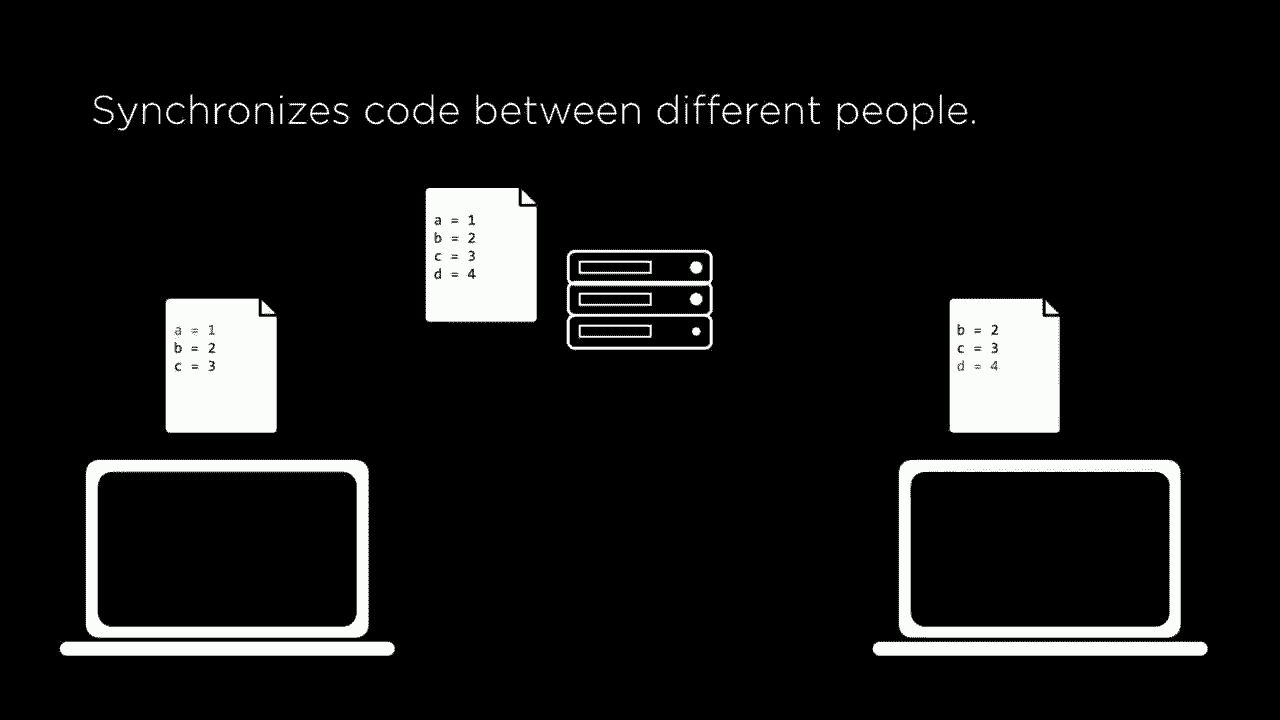 Synchronizes code between different people.
a = 1
b = 2
c = 3
d = 4
a = 1
b = 2
c = 3
b = 2
c = 3
d = 4